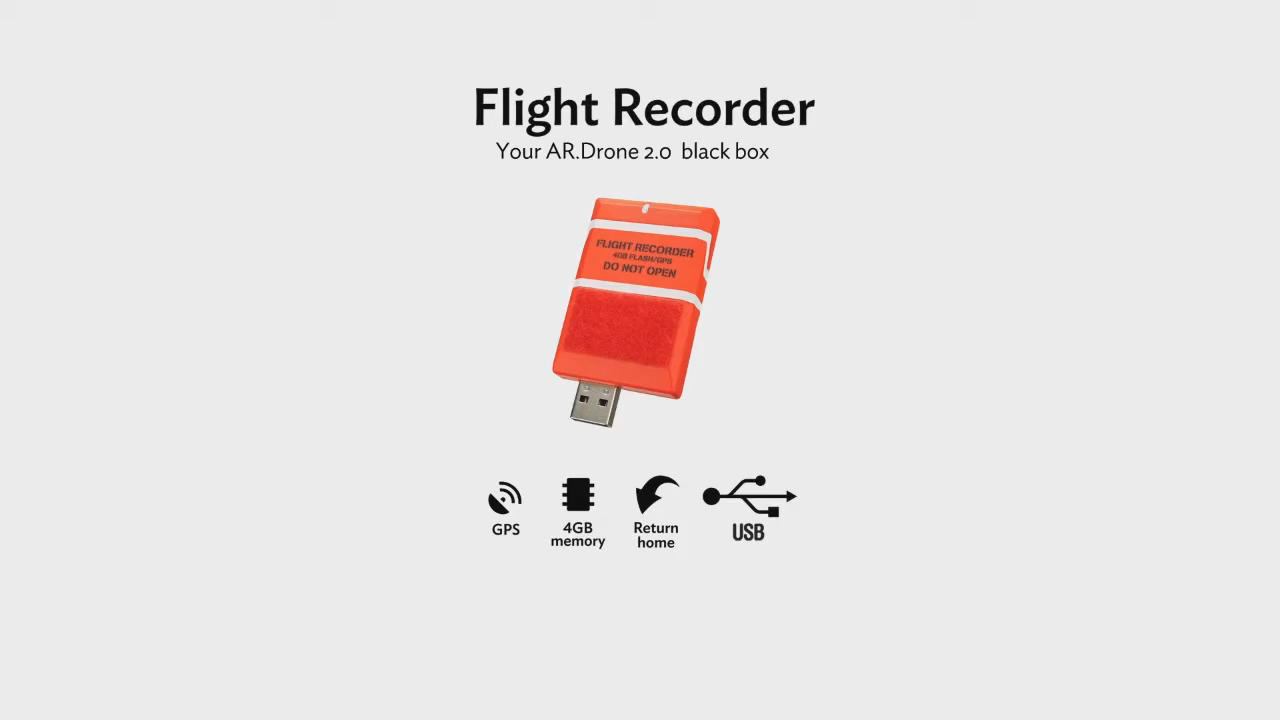 Flight Recorder
Your AR.Drone 2.0 black box
FLIGHT RECORDER
4GB FLASH/GPS
DO NOT OPEN
GPS
4GB
memory
Return
home
USB